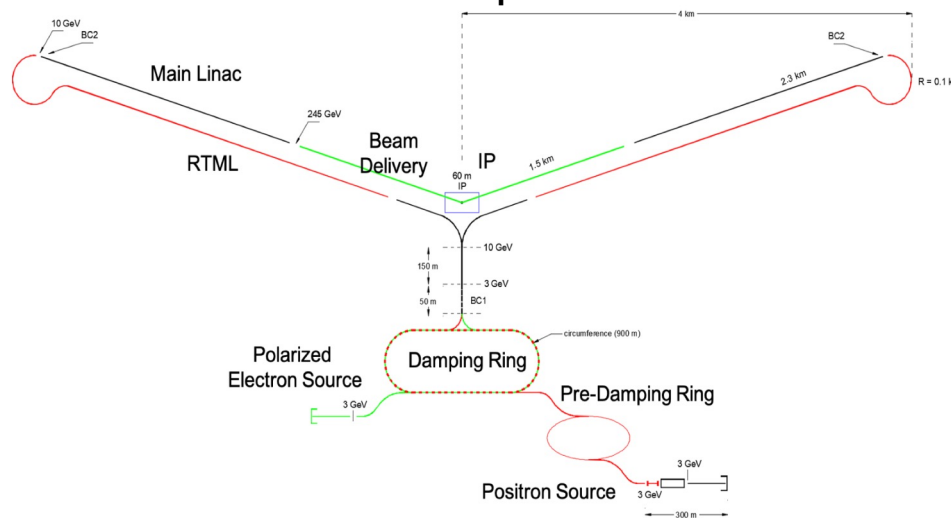 4 km
10 GeV
BC2
BC2
Main Linac
2.3 km
R = 0.1 k
245 GeV
Beam
Delivery
IP
1.5 km
RTML
60 m
IP
10 GeV
150 m
3 GeV
50 m
BC1
circumference (900 m)
Polarized
Electron Source
Damping Ring
3 GeV
Pre-Damping Ring
3 GeV
Positron Source
3 GeV
300 m